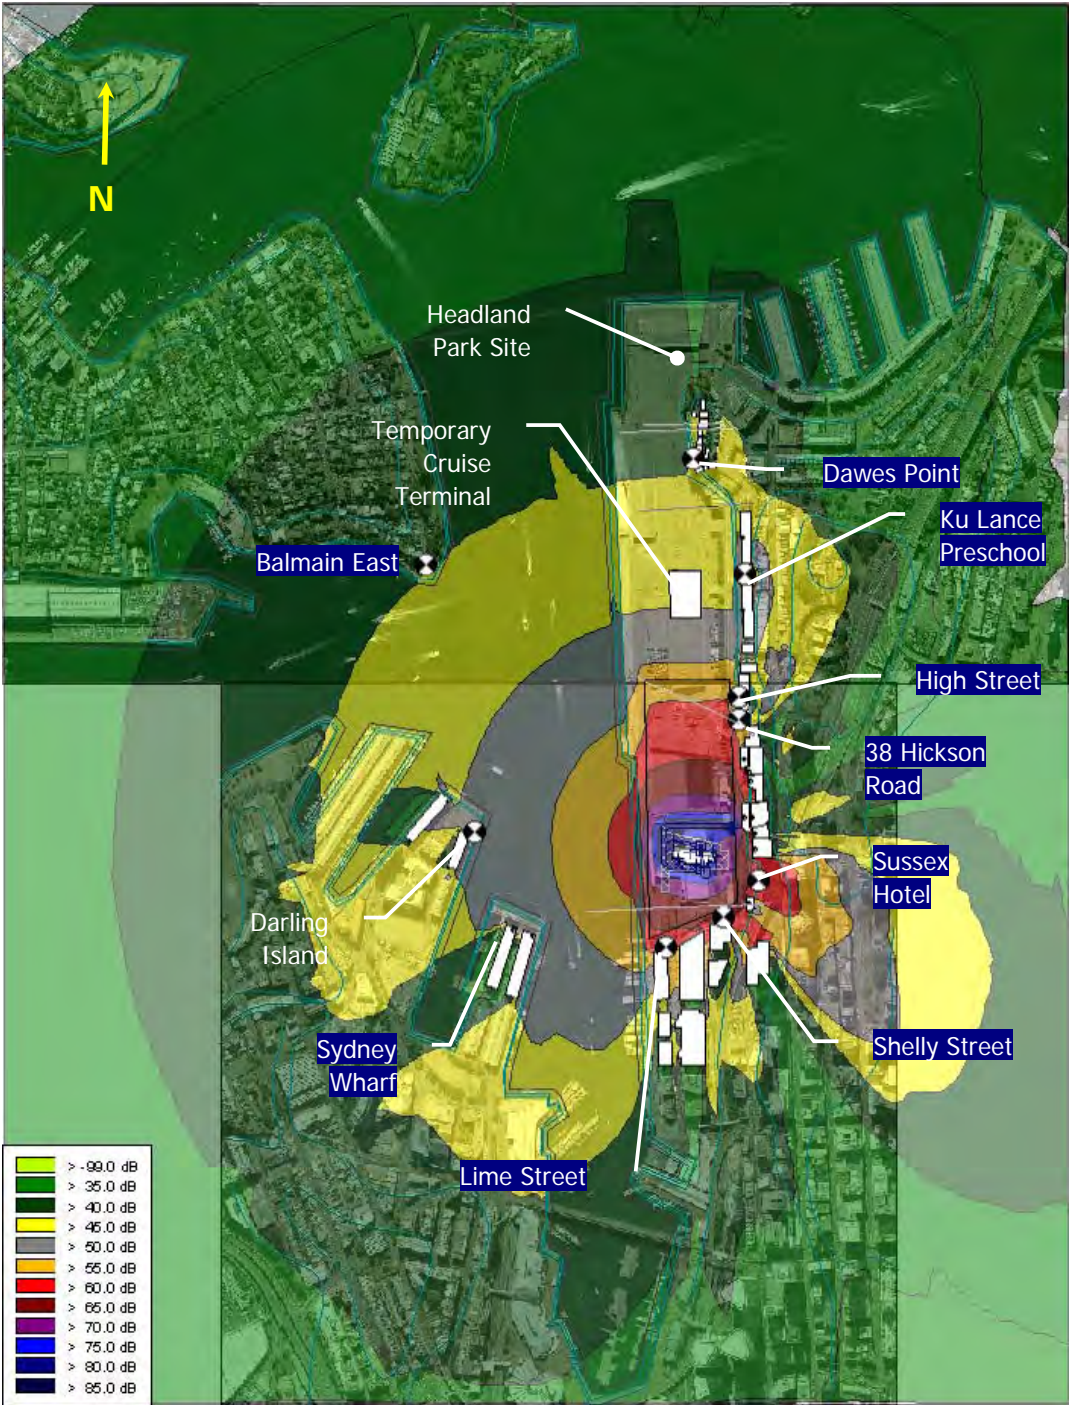 N
Headland
Park Site
Temporary
Cruise
Terminal
Dawes Point
Ku Lance
Preschool
Balmain East
High Street
38 Hickson
Road
Sussex
Hotel
Darling
Island
Sydney
Wharf
Shelly Street
Lime Street
> -99.0 dB
> 35.0 dB
> 40.0 dB
> 45.0 dB
> 50.0 dB
> 55.0 dB
> 60.0 dB
> 65.0 dB
> 70.0 dB
> 75.0 dB
> 80.0 dB
> 85.0 dB